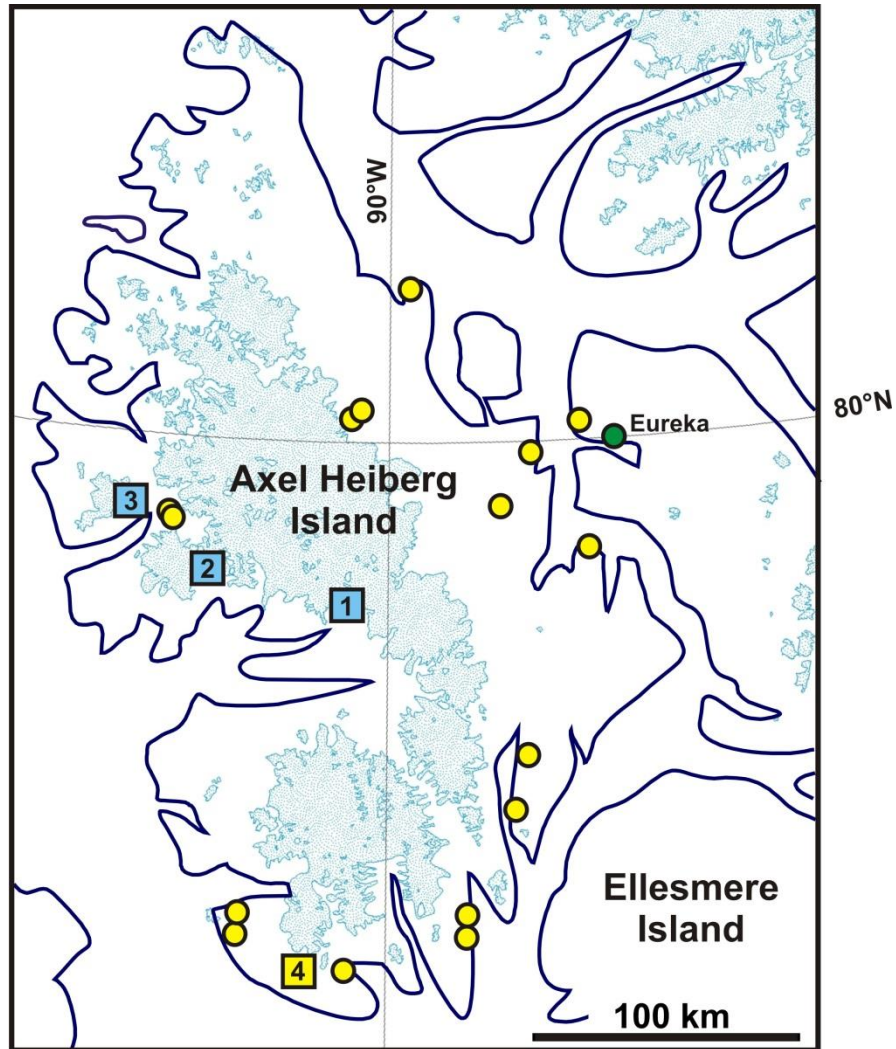 90°W
80°N
Eureka
Axel Heiberg
Island
3
2
1
Ellesmere
Island
4
100 km